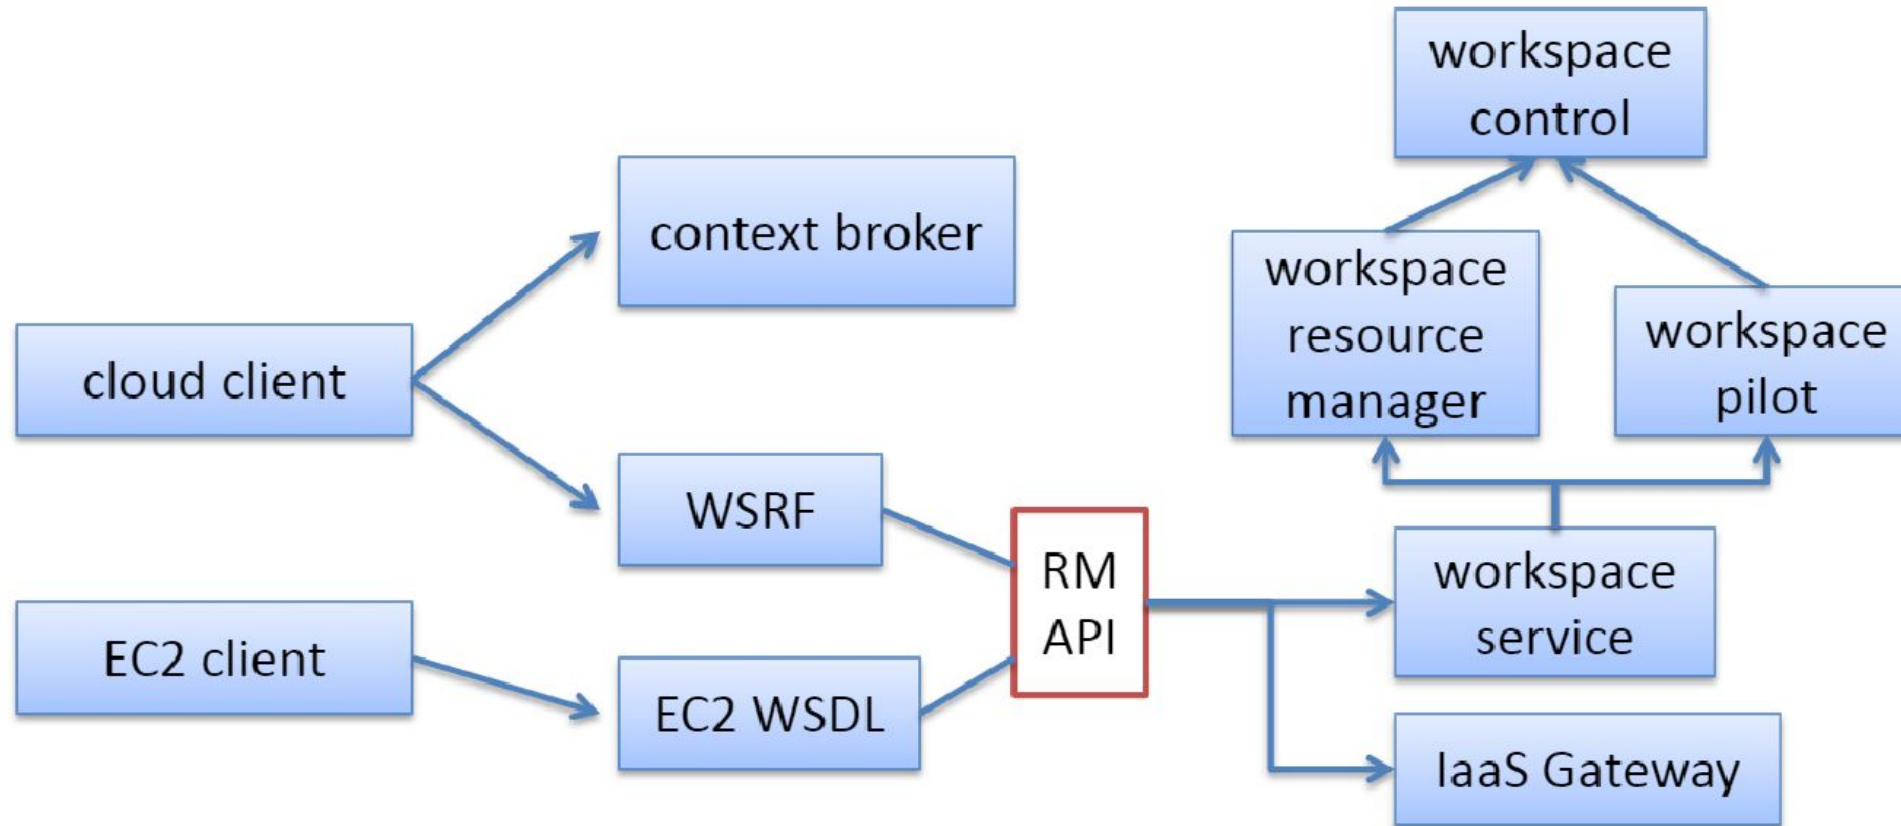 workspace
control
context broker
workspace
resource
manager
workspace
pilot
cloud client
WSRF
RM
API
workspace
service
EC2 client
EC2 WSDL
IaaS Gateway